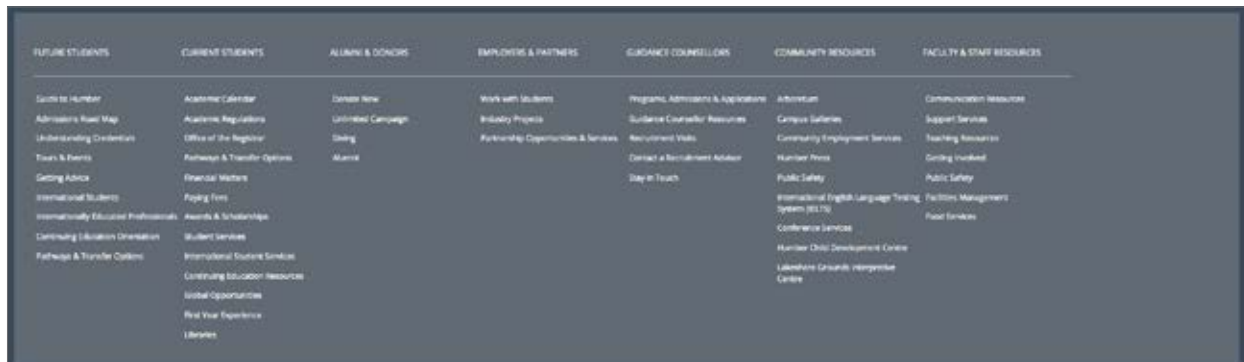 FUTURE STUDENTS
Guide to Humber
Admissions Road Map
Understanding Credentials
Tours & Events
Getting Advice
International Students
Internationally Educated Professionals
Continuing Education Orientation
Pathways & Transfer Options
CURRENT STUDENTS
Academic Calendar
Academic Regulations
Office of the Registrar
Pathways & Transfer Options
Financial Matters
Paying Fees
Awards & Scholarships
Student Services
International Student Services
Continuing Education Resources
Global Opportunities
First Year Experience
Libraries
ALUMNI & DONORS
Donate Now
Unlimited Campaign
Giving
Alumni
EMPLOYERS & PARTNERS
Work with Students
Industry Projects
Partnership Opportunities & Services
GUIDANCE COUNSELLORS
Programs, Admissions & Applications
Guidance Counsellor Resources
Recruitment Visits
Contact a Recruitment Advisor
Stay in Touch
COMMUNITY RESOURCES
Arboretum
Campus Galleries
Community Employment Services
Humber Press
Public Safety
International English Language Testing
System (IELTS)
Conference Services
Humber Child Development Centre
Lakeshore Grounds Interpretive
Centre
FACULTY & STAFF RESOURCES
Communication Resources
Support Services
Teaching Resources
Getting Involved
Public Safety
Facilities Management
Food Services